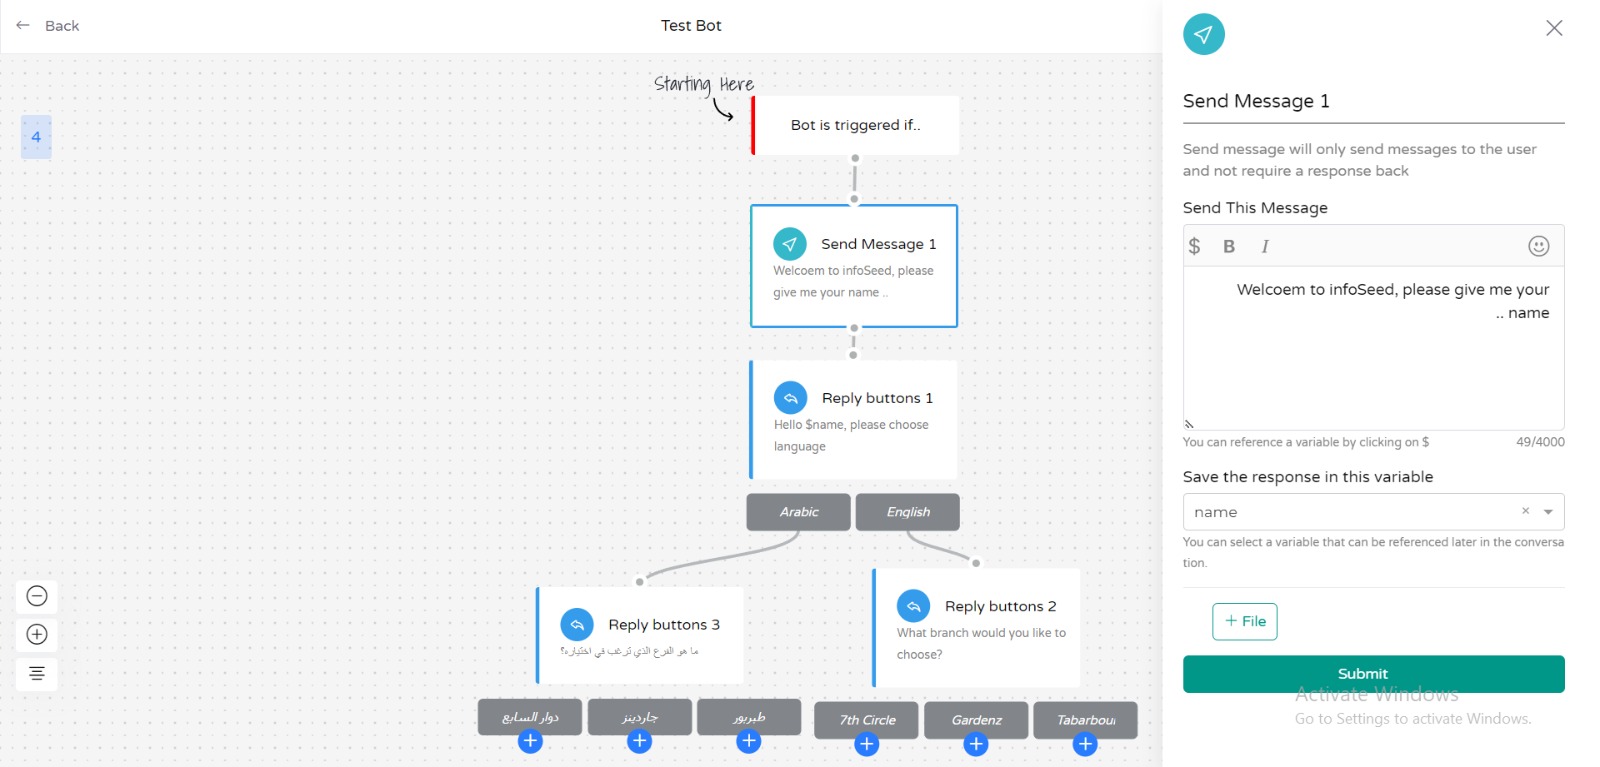 Back
Test Bot
Starting Here
4
Bot is triggered if..
Send Message 1
Welcoem to infoSeed, please
give me your name ..
Reply buttons 1
Hello $name, please choose
language
Arabic
English
Reply buttons 3
ما هو الفرع الذي ترغب في اختياره؟
دوار السابع
جاردينز
طبربور
Reply buttons 2
What branch would you like to
choose?
7th Circle
Gardenz
Tabarbour
Send Message 1
Send message will only send messages to the user
and not require a response back
Send This Message
$ B I
Welcoem to infoSeed, please give me your
.. name
You can reference a variable by clicking on $
49/4000
Save the response in this variable
name
You can select a variable that can be referenced later in the conversa
tion.
+ File
Submit
Activate Windows
Go to Settings to activate Windows.